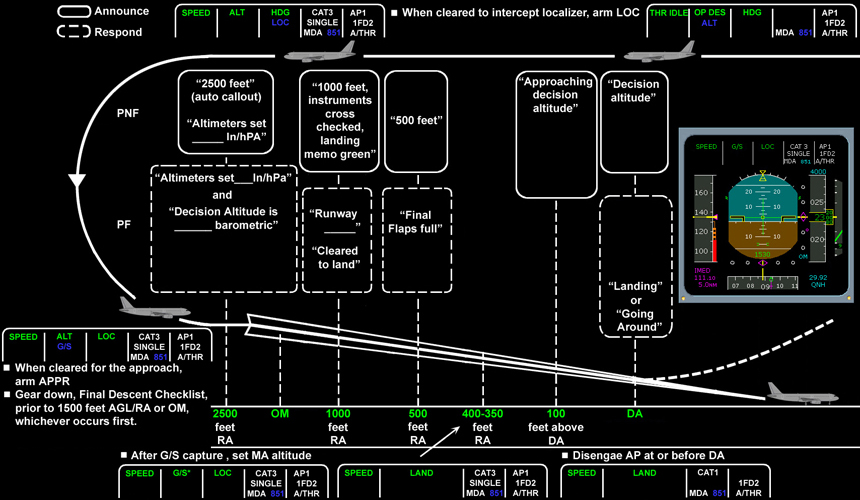 Announce
Respond
SPEED ALT HDG CAT3 AP1
LOC SINGLE 1FD2
MDA 851 A/THR
■ When cleared to intercept localizer, arm LOC
THR IDLE OP DES HDG AP1
ALT 1FD2
MDA 851 A/THR
PNF
“2500 feet”
(auto callout)
“Altimeters set
_____ In/hPA”
“1000 feet,
instruments
cross
checked,
landing
memo green”
“500 feet”
“Approaching
decision
altitude”
“Decision
altitude”
PF
“Altimeters set___In/hPa”
and
“Decision Altitude is
______ barometric”
“Runway
_____”
“Cleared
to land”
“Final
Flaps full”
“Landing”
or
“Going
Around”
SPEED G/S LOC CAT 3 AP1
SINGLE 1FD2
MDA 851 A/THR
160
140
120
100
20
10
10
1530
4000
025
23
020
OM
IMED
111.10
5.0
29.92
QNH
07 08 09 10 11
SPEED ALT LOC CAT3 AP1
G/S SINGLE 1FD2
MDA 851 A/THR
■ When cleared for the approach,
arm APPR
■ Gear down, Final Descent Checklist,
prior to 1500 feet AGL/RA or OM,
whichever occurs first.
2500
feet
RA
OM
1000
feet
RA
500
feet
RA
400-350
feet
RA
100
feet above
DA
DA
■ After G/S capture , set MA altitude
■ Disengae AP at or before DA
SPEED G/S* LOC CAT3 AP1
SINGLE 1FD2
MDA 851 A/THR
SPEED LAND CAT3 AP1
SINGLE 1FD2
MDA 851 A/THR
SPEED LAND CAT1
1FD2
MDA 851 A/THR